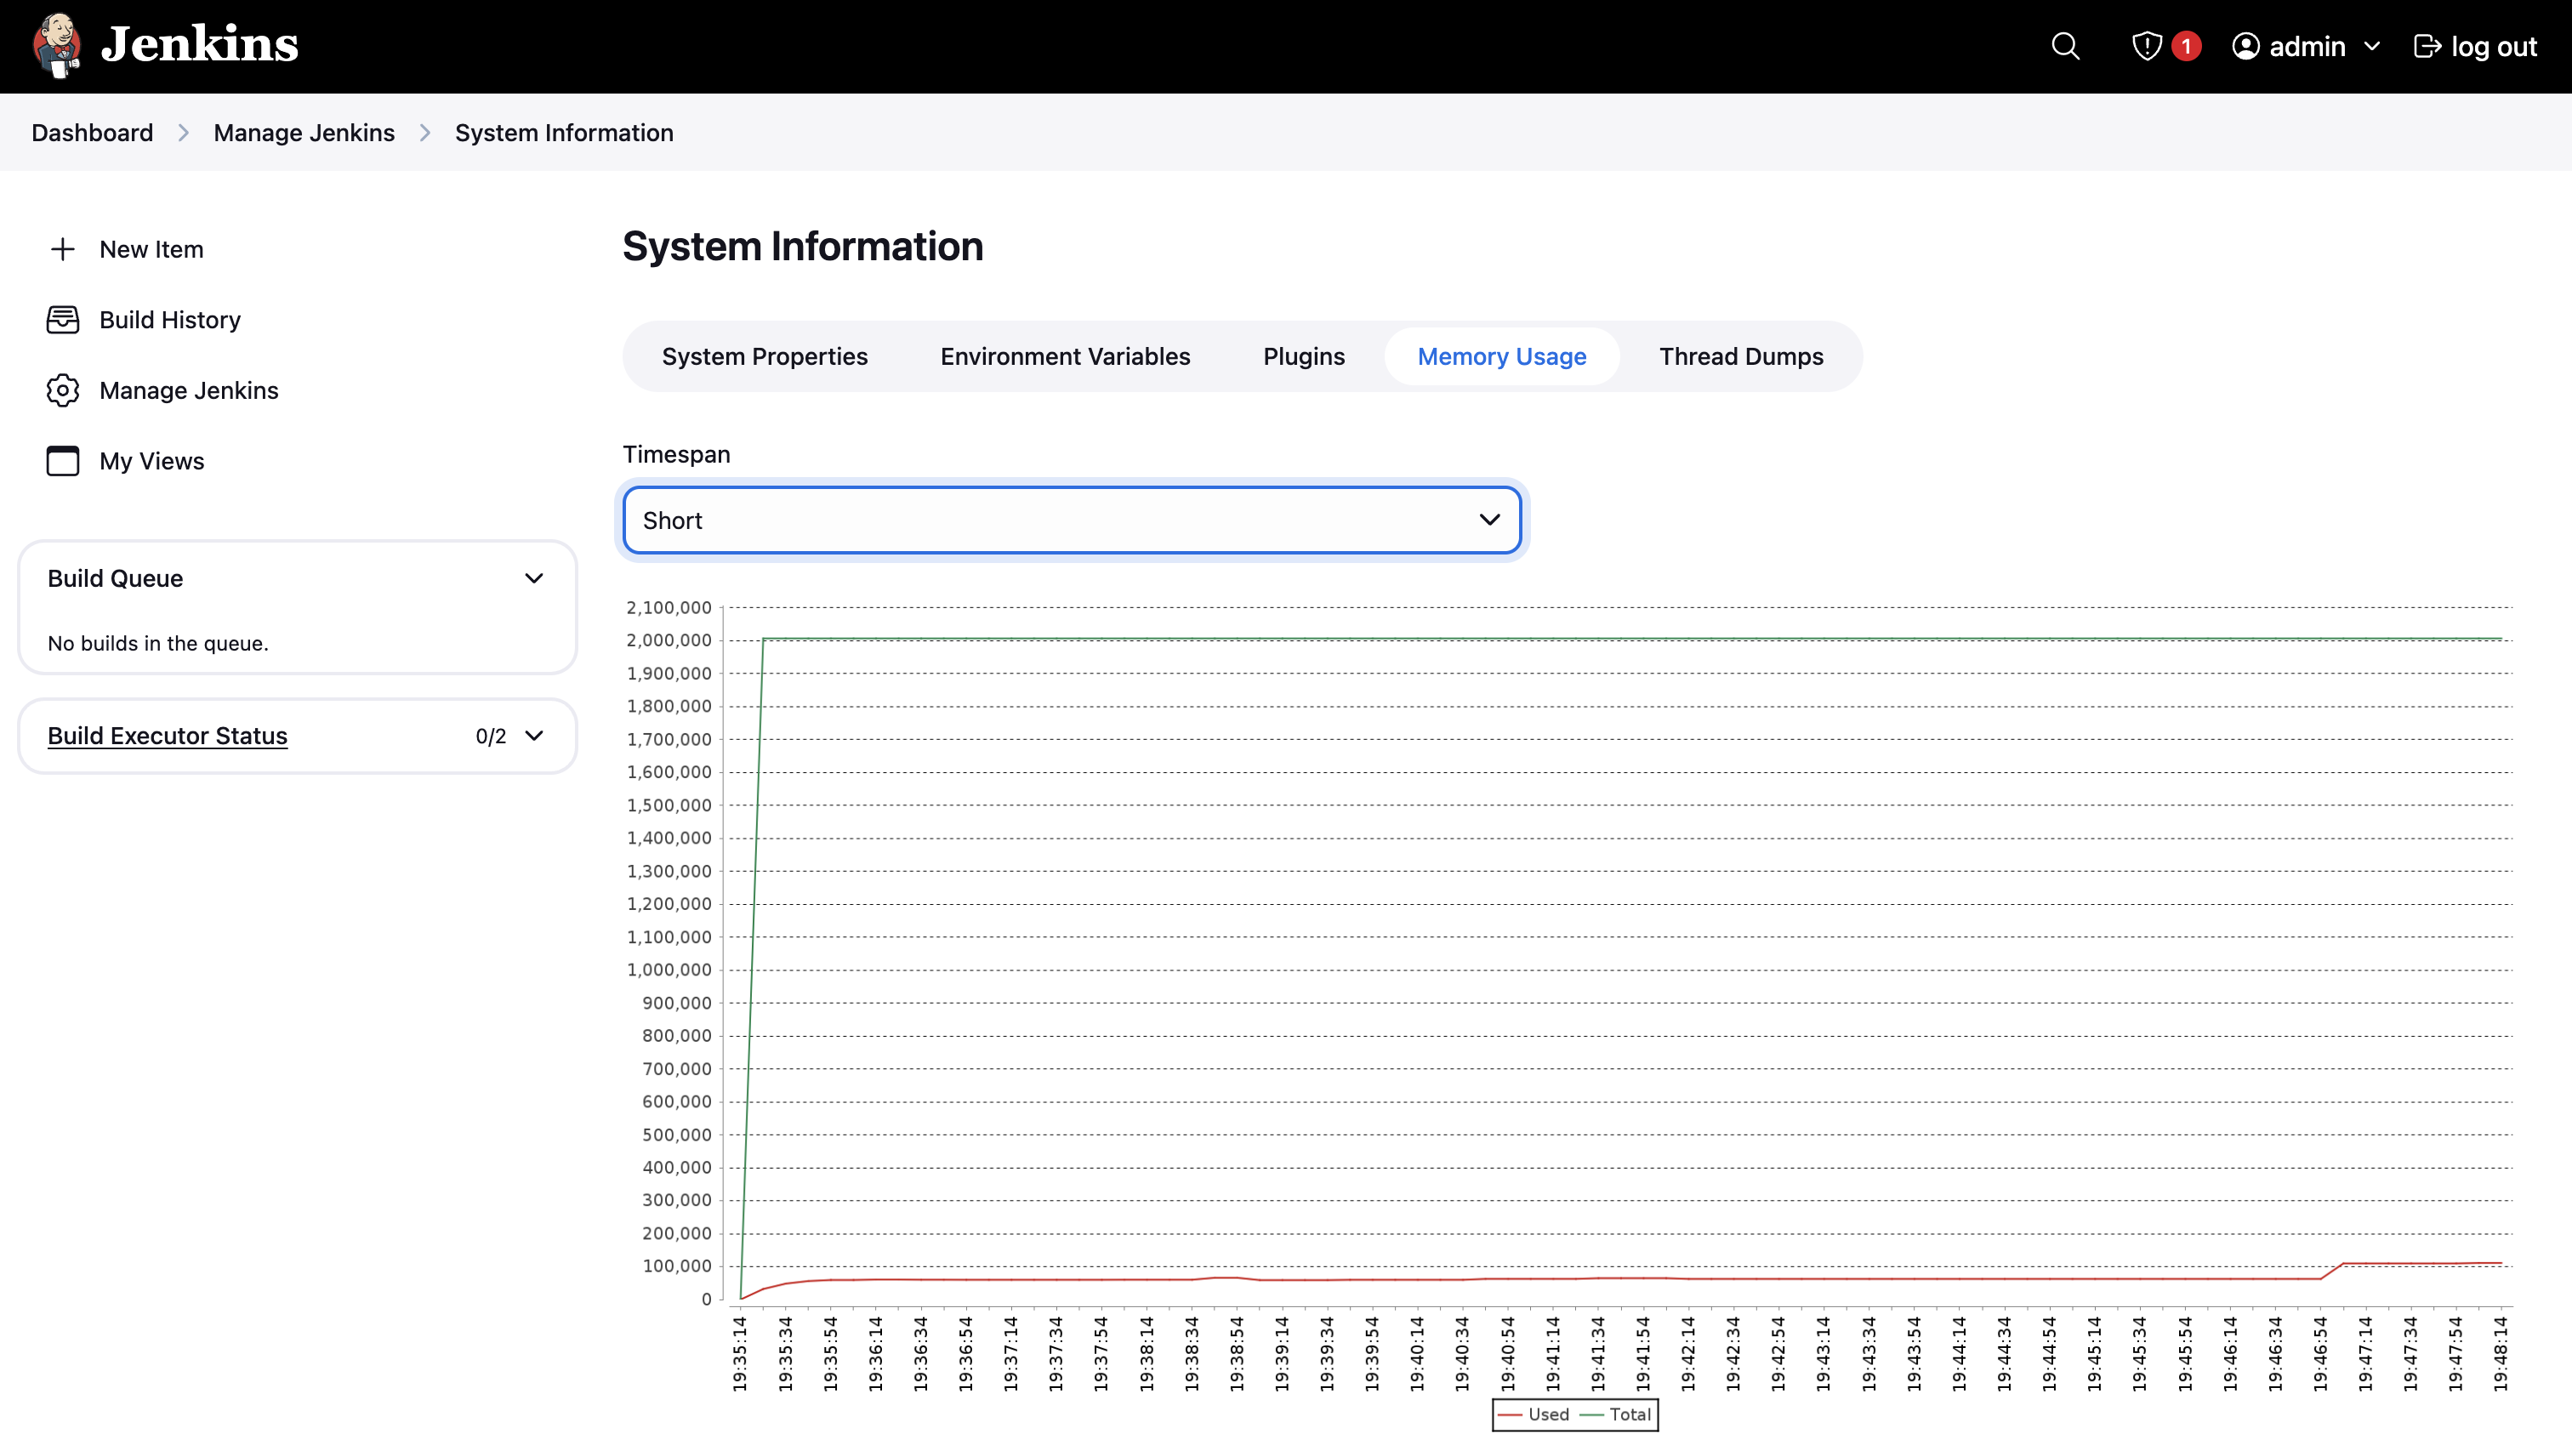 Jenkins
1
admin
log out
Dashboard
Manage Jenkins
System Information
New Item
Build History
Manage Jenkins
My Views
Build Queue
No builds in the queue.
Build Executor Status 0/2
System Information
System Properties
Environment Variables
Plugins
Memory Usage
Thread Dumps
Timespan
Short
2,100,000
2,000,000
1,900,000
1,800,000
1,700,000
1,600,000
1,500,000
1,400,000
1,300,000
1,200,000
1,100,000
1,000,000
900,000
800,000
700,000
600,000
500,000
400,000
300,000
200,000
100,000
0
19:35:14
19:35:34
19:35:54
19:36:14
19:36:34
19:36:54
19:37:14
19:37:34
19:37:54
19:38:14
19:38:34
19:38:54
19:39:14
19:39:34
19:39:54
19:40:14
19:40:34
19:40:54
19:41:14
19:41:34
19:41:54
19:42:14
19:42:34
19:42:54
19:43:14
19:43:34
19:43:54
19:44:14
19:44:34
19:44:54
19:45:14
19:45:34
19:45:54
19:46:14
19:46:34
19:46:54
19:47:14
19:47:34
19:47:54
19:48:14
Used Total